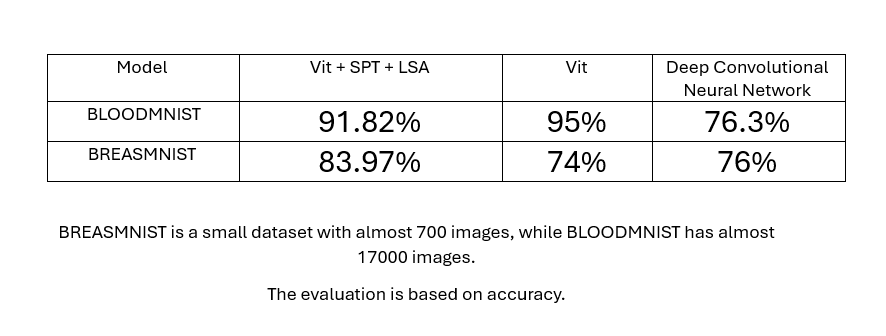 Model Vit + SPT + LSA Vit Deep Convolutional
Neural Network
BLOODMNIST 91.82% 95% 76.3%
BREASMNIST 83.97% 74% 76%
BREASMNIST is a small dataset with almost 700 images, while BLOODMNIST has almost
17000 images.
The evaluation is based on accuracy.